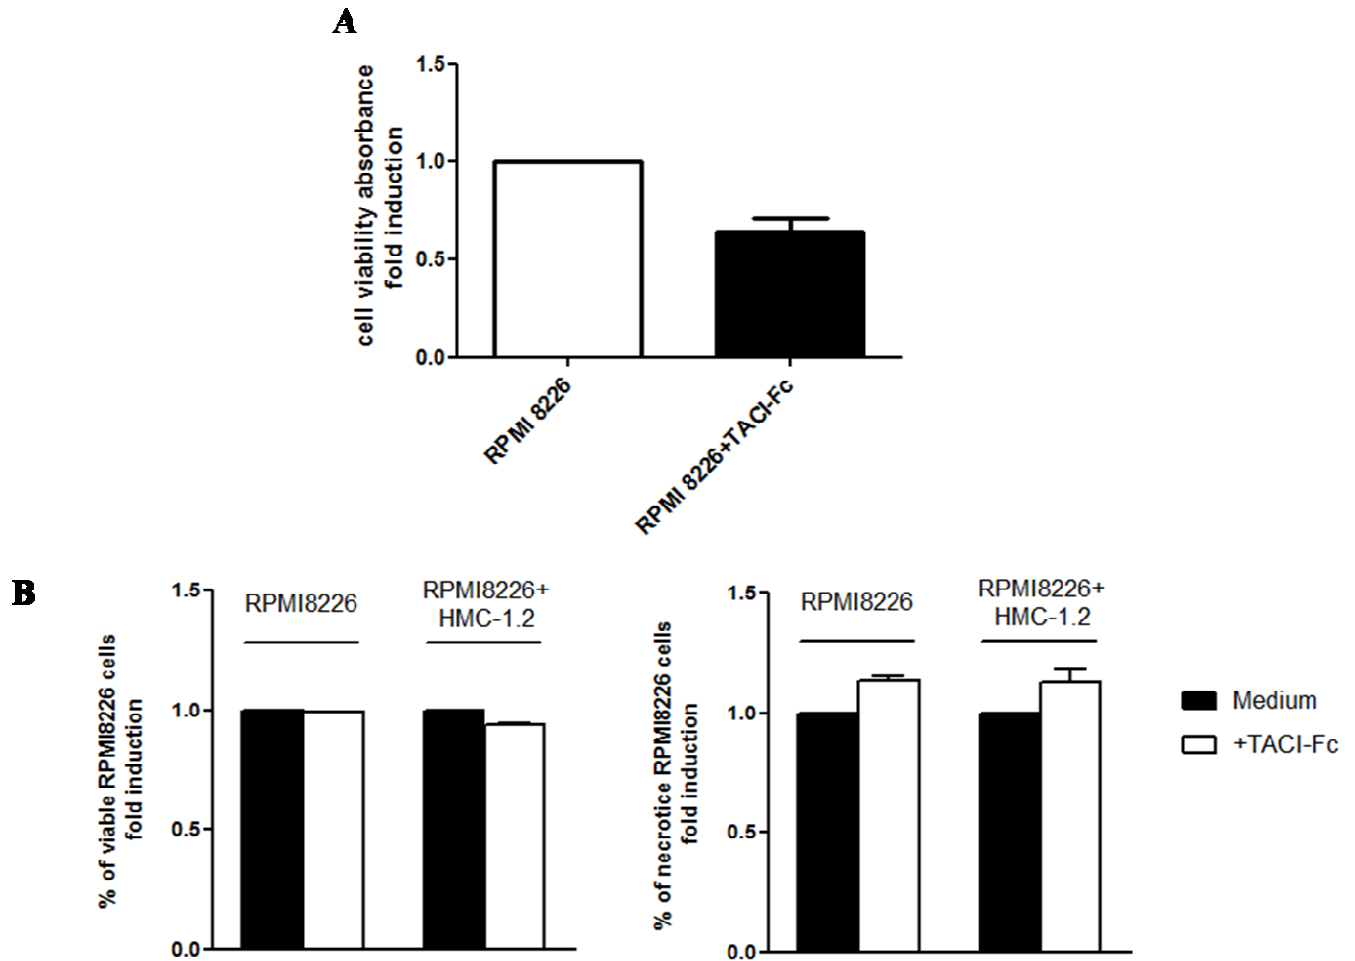 A
cell viability absorbance
fold induction
1.5
1.0
0.5
0.0
RPMI 8226
RPMI 8226+TACI-Fc
B
% of viable RPMI8226 cells
fold induction
1.5
1.0
0.5
0.0
RPMI8226
RPMI8226+
HMC-1.2
% of necrotice RPMI8226 cells
fold induction
1.5
1.0
0.5
0.0
RPMI8226
RPMI8226+
HMC-1.2
Medium
+TACI-Fc